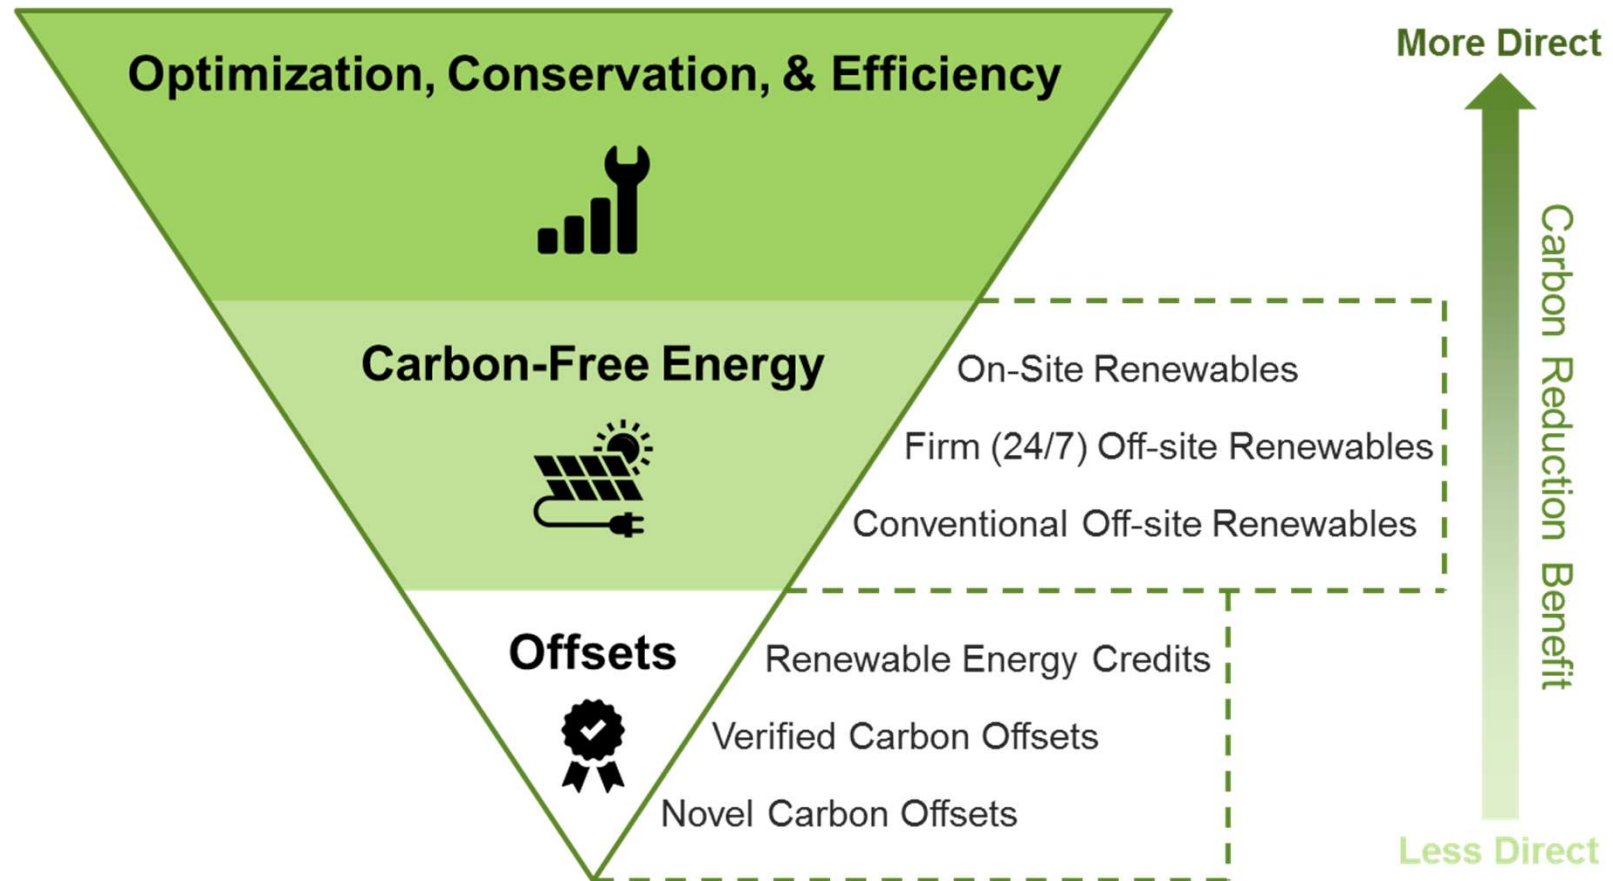 Optimization, Conservation, & Efficiency
More Direct
Carbon-Free Energy
On-Site Renewables
Firm (24/7) Off-site Renewables
Conventional Off-site Renewables
Carbon Reduction Benefit
Offsets
Renewable Energy Credits
Verified Carbon Offsets
Novel Carbon Offsets
Less Direct